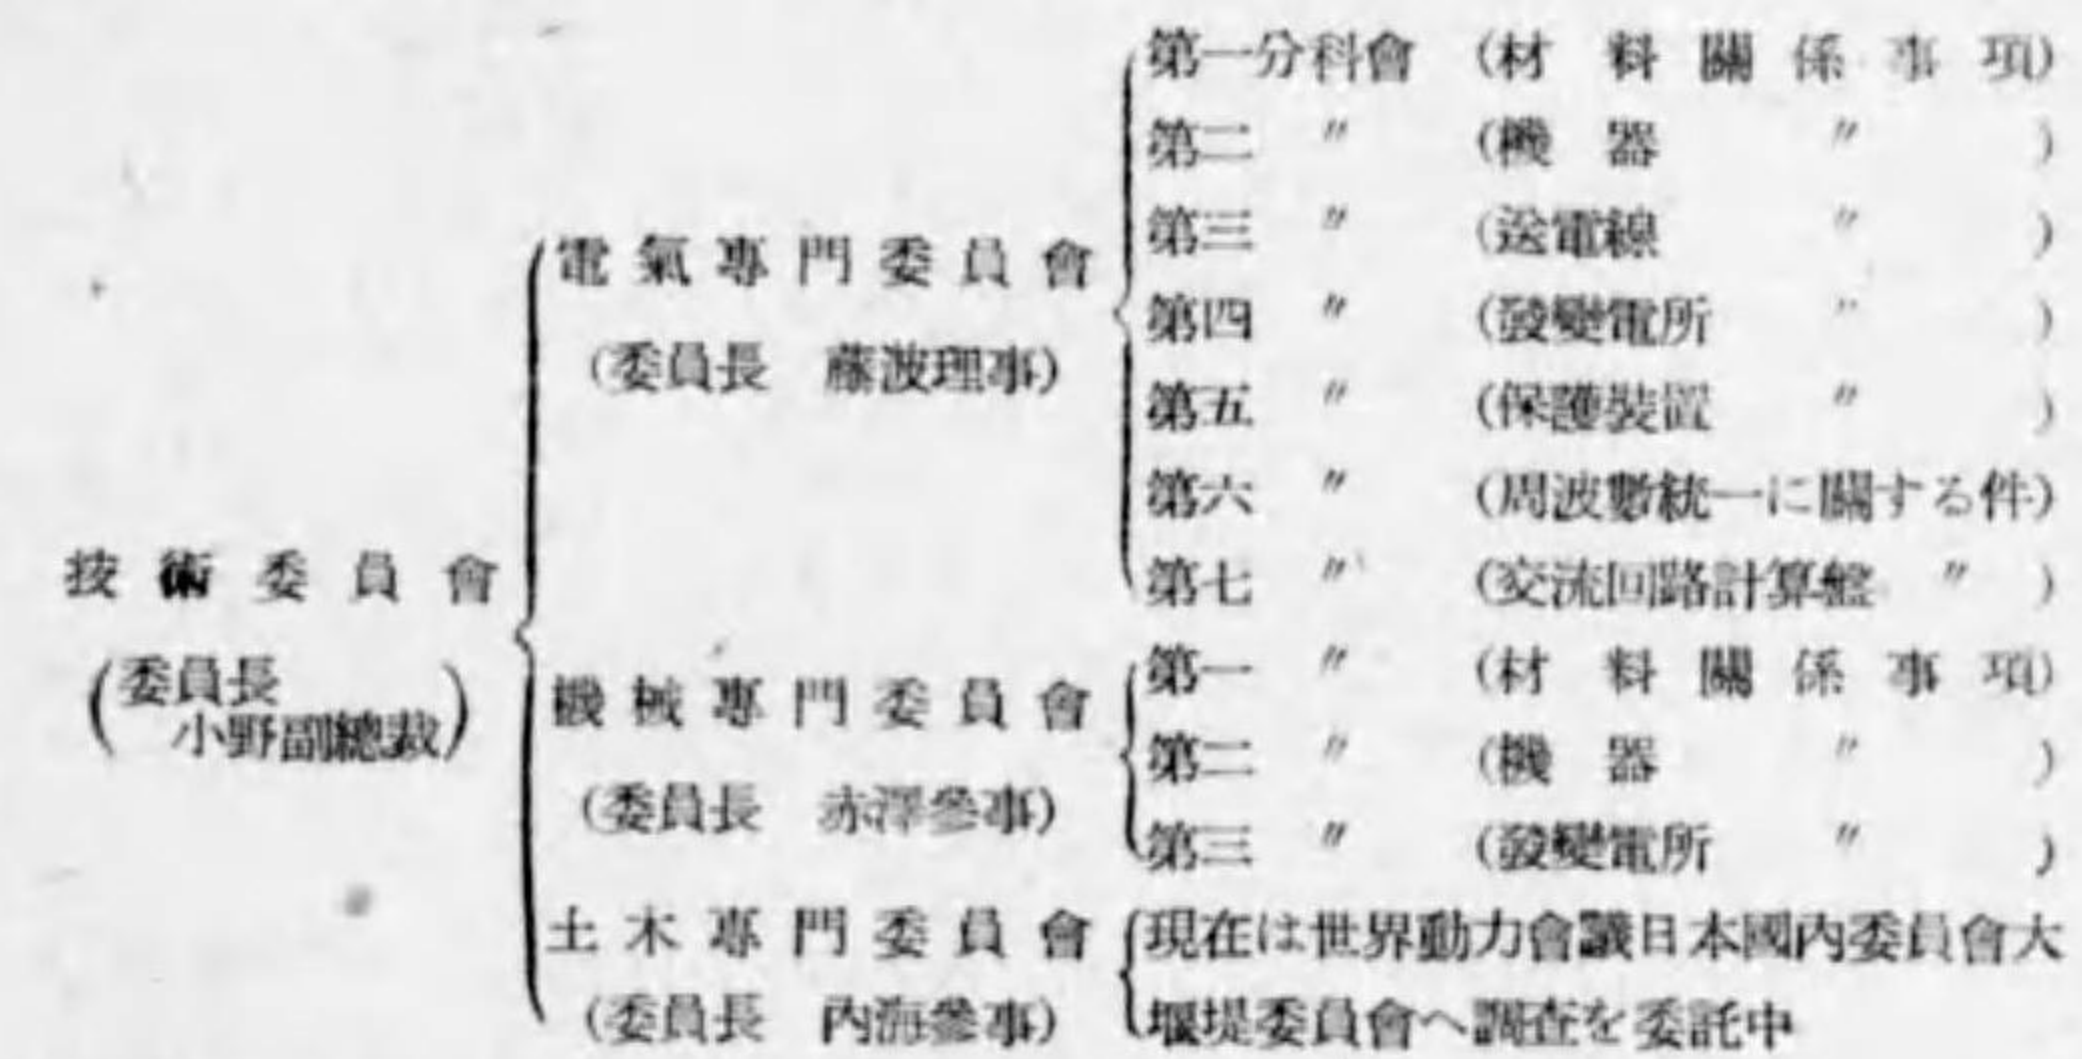 技術委員會
(委員長
小野副總裁)
電氣專門委員會
(委員長 藤波理事)
第一分科會 (材料關係事項)
第二 〃 (機器 〃 )
第三 〃 (送電線 〃 )
第四 〃 (發變電所 〃 )
第五 〃 (保護裝置 〃 )
第六 〃 (周波數統一に關する件)
第七 〃 (交流回路計算盤 〃 )
機械專門委員會
(委員長 赤澤參事)
第一 〃 (材料關係事項)
第二 〃 (機器 〃 )
第三 〃 (發變電所 〃 )
土木專門委員會
(委員長 內海參事)
現在は世界動力會議日本國內委員會大
堰堤委員會へ調査を委託中